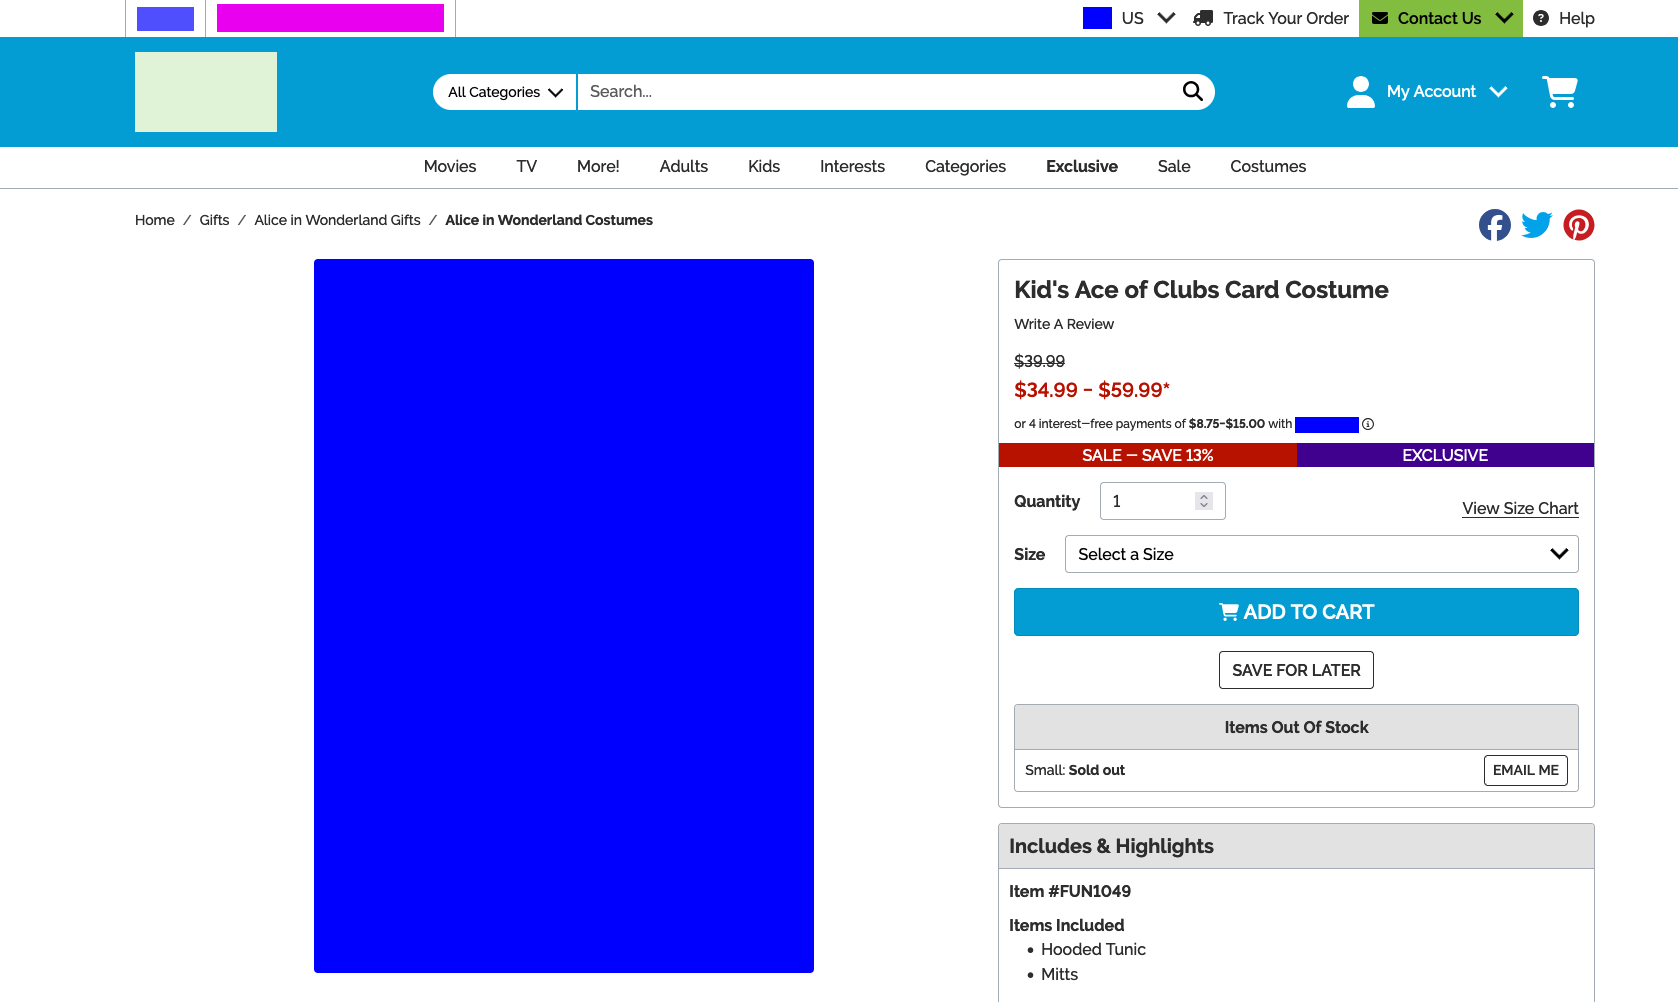 US
Track Your Order
Contact Us
Help
All Categories
Search...
My Account
Movies TV More! Adults Kids Interests Categories Exclusive Sale Costumes
Home / Gifts / Alice in Wonderland Gifts / Alice in Wonderland Costumes
Kid's Ace of Clubs Card Costume
Write A Review
$39.99
$34.99 - $59.99*
or 4 interest-free payments of $8.75-$15.00 with
SALE - SAVE 13%
EXCLUSIVE
Quantity 1
View Size Chart
Size Select a Size
ADD TO CART
SAVE FOR LATER
Items Out Of Stock
Small: Sold out
EMAIL ME
Includes & Highlights
Item #FUN1049
Items Included
• Hooded Tunic
• Mitts